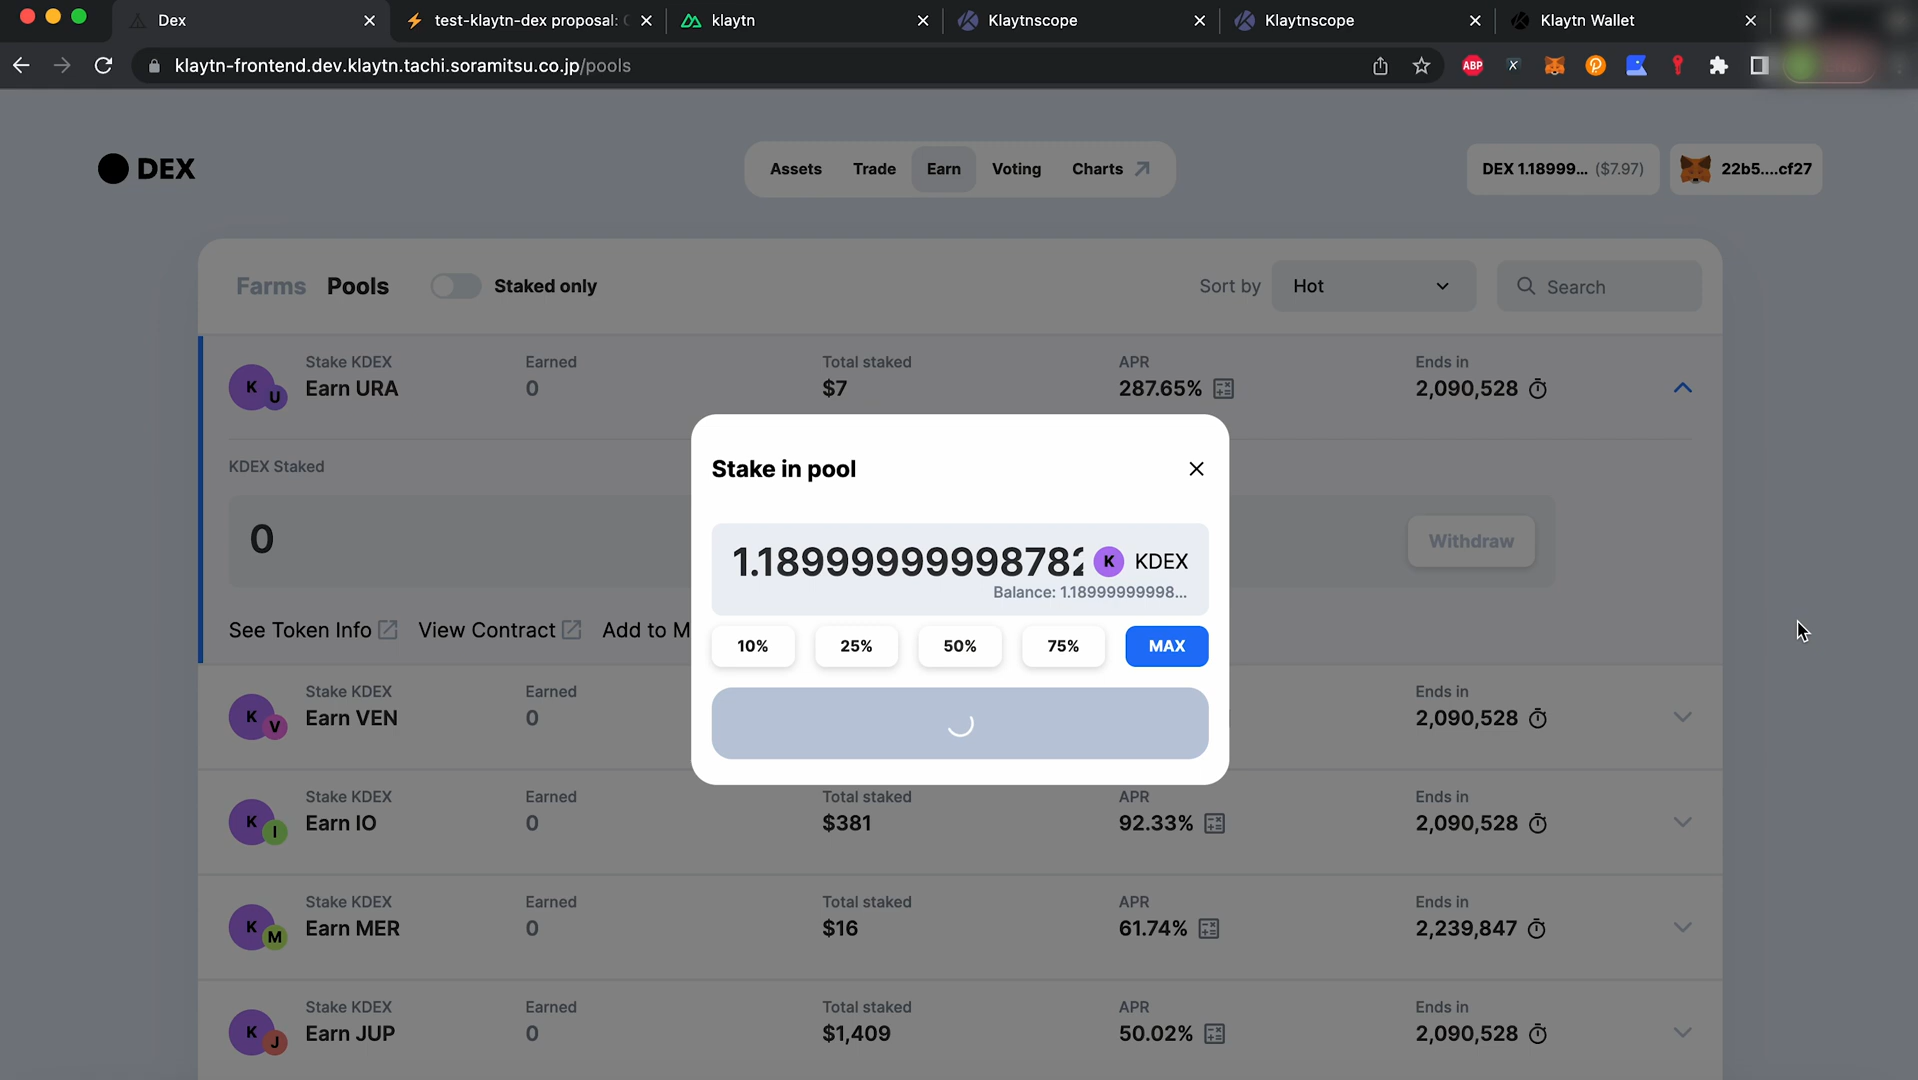 Dex
test-klaytn-dex proposal:
klaytn
Klaytnscope
Klaytnscope
Klaytn Wallet
klaytn-frontend.dev.klaytn.tachi.soramitsu.co.jp/pools
ABP
DEX
Assets
Trade
Earn
Voting
Charts
DEX 1.18999... ($7.97)
22b5....cf27
Farms
Pools
Staked only
Sort by
Hot
Search
Stake KDEX
Earned
Total staked
APR
Ends in
K
U
Earn URA
0
$7
287.65%
2,090,528
KDEX Staked
0
Withdraw
See Token Info
View Contract
Add to M
Stake in pool
1.1899999999878
K
KDEX
Balance: 1.18999999998...
10%
25%
50%
75%
MAX
Stake KDEX
Earned
Ends in
K
V
Earn VEN
0
2,090,528
Stake KDEX
Earned
Total staked
APR
Ends in
K
I
Earn IO
0
$381
92.33%
2,090,528
Stake KDEX
Earned
Total staked
APR
Ends in
K
M
Earn MER
0
$16
61.74%
2,239,847
Stake KDEX
Earned
Total staked
APR
Ends in
K
J
Earn JUP
0
$1,409
50.02%
2,090,528